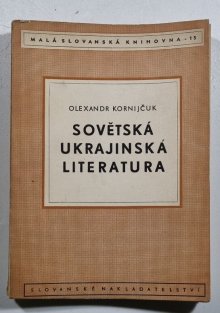 MALÁ SLOVANSKÁ KNIHOVNA - 15
OLEXANDR KORNIJČUK
SOVĚTSKÁ
UKRAJINSKÁ
LITERATURA
SLOVANSKÉ NAKLADATELSTVÍ